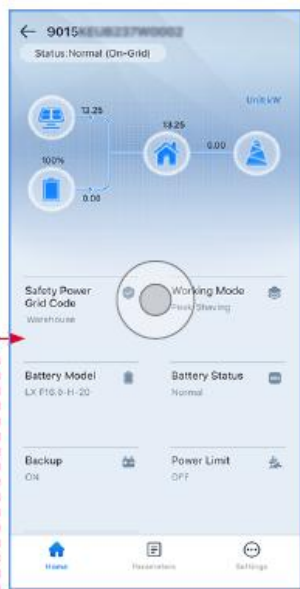 9015
Status:Normal (On-Grid)
Unit:kW
13.25
13.25
0.00
100%
0.00
Safety Power
Grid Code
Warehouse
Working Mode
Peak Shaving
Battery Model
LX F16.0-H-20
Battery Status
Normal
Backup
ON
Power Limit
OFF
Home
Parameters
Settings